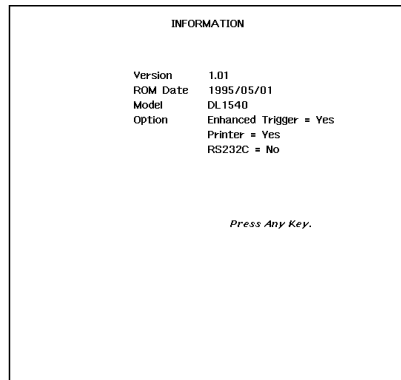 INFORMATION
Version 1.01
ROM Date 1995/05/01
Model DL1540
Option Enhanced Trigger = Yes
Printer = Yes
RS232C = No
Press Any Key.